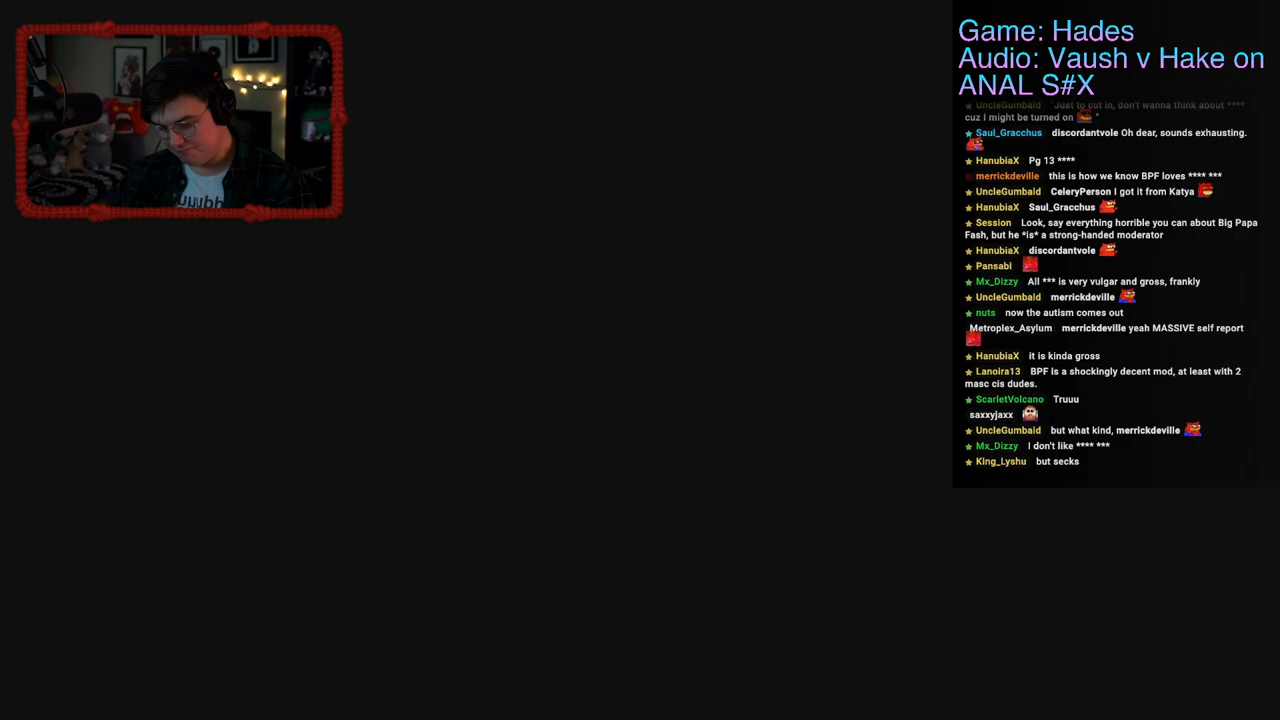 Game: Hades
Audio: Vaush v Hake on
ANAL S#X
UncleGumbald "Just to cut in, don't wanna think about ****
cuz I might be turned on "
Saul_Gracchus discordantvole Oh dear, sounds exhausting.
HanubiaX Pg 13 ****
merrickdeville this is how we know BPF loves **** ***
UncleGumbald CeleryPerson I got it from Katya
HanubiaX Saul_Gracchus
Session Look, say everything horrible you can about Big Papa
Fash, but he *is* a strong-handed moderator
HanubiaX discordantvole
Pansabi
Mx_Dizzy All *** is very vulgar and gross, frankly
UncleGumbald merrickdeville
nuts now the autism comes out
Metroplex_Asylum merrickdeville yeah MASSIVE self report
HanubiaX it is kinda gross
Lanoira13 BPF is a shockingly decent mod, at least with 2
masc cis dudes.
ScarletVolcano Truuu
saxxyjaxx
UncleGumbald but what kind, merrickdeville
Mx_Dizzy I don't like **** ***
King_Lyshu but secks